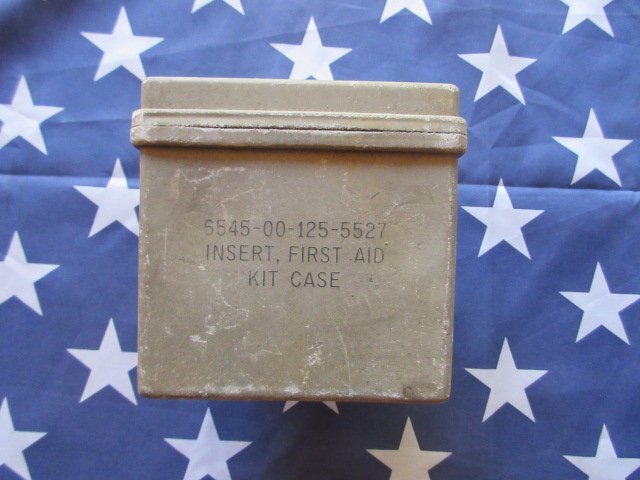 6545-00-125-5527
INSERT, FIRST AID
KIT CASE